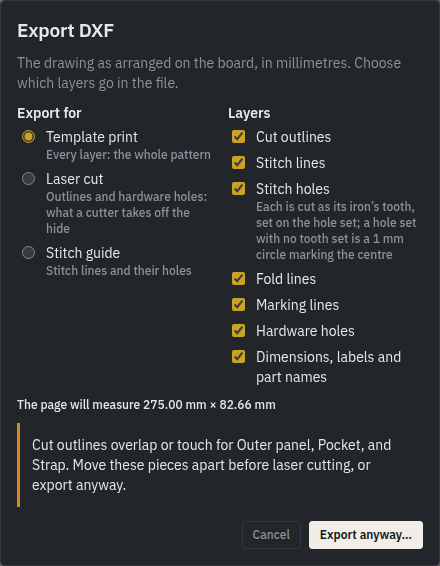 Export DXF
The drawing as arranged on the board, in millimetres. Choose
which layers go in the file.
Export for
Template print
Every layer: the whole pattern
Laser cut
Outlines and hardware holes:
what a cutter takes off the
hide
Stitch guide
Stitch lines and their holes
Layers
Cut outlines
Stitch lines
Stitch holes
Each is cut as its iron's tooth,
set on the hole set; a hole set
with no tooth set is a 1 mm
circle marking the centre
Fold lines
Marking lines
Hardware holes
Dimensions, labels and
part names
The page will measure 275.00 mm × 82.66 mm
Cut outlines overlap or touch for Outer panel, Pocket, and
Strap. Move these pieces apart before laser cutting, or
export anyway.
Cancel
Export anyway...